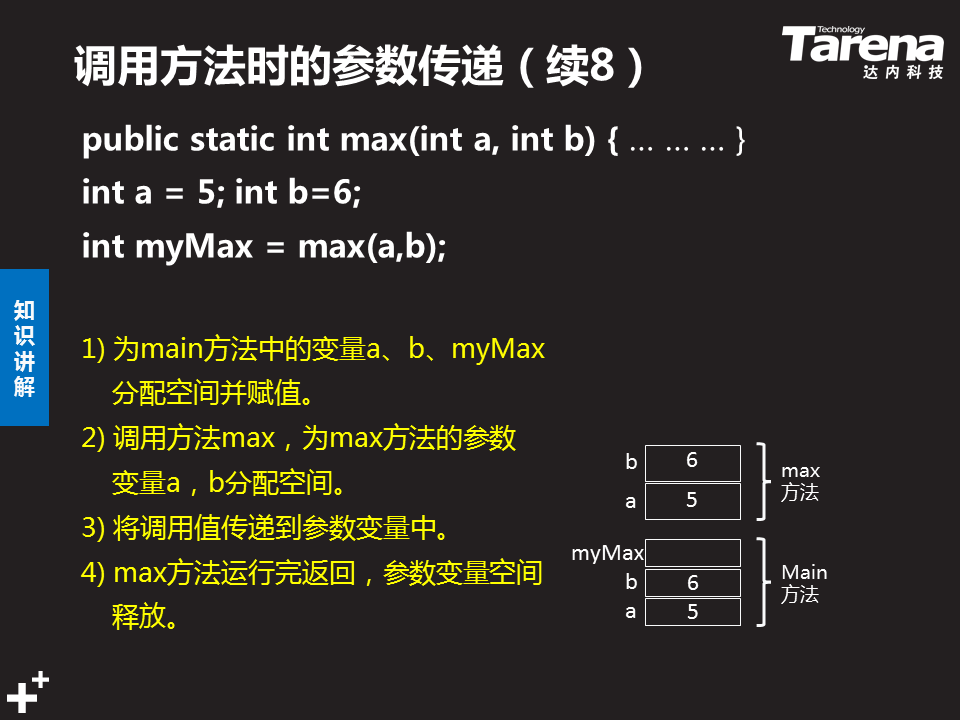 调用方法时的参数传递（续8）
Technology
Tarena
达内科技
public static int max(int a, int b) { … … … }
int a = 5; int b=6;
int myMax = max(a,b);
知识讲解
1) 为main方法中的变量a、b、myMax
分配空间并赋值。
2) 调用方法max，为max方法的参数
变量a，b分配空间。
3) 将调用值传递到参数变量中。
4) max方法运行完返回，参数变量空间
释放。
b 6
a 5
max
方法
myMax
b 6
a 5
Main
方法